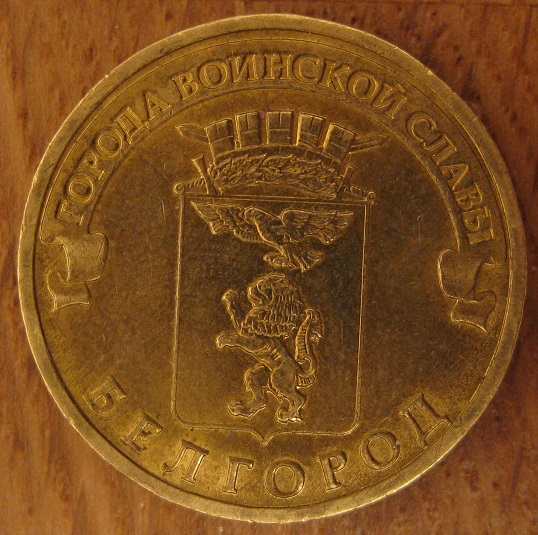 ГОРОДА ВОИНСКОЙ СЛАВЫ
БЕЛГОРОД